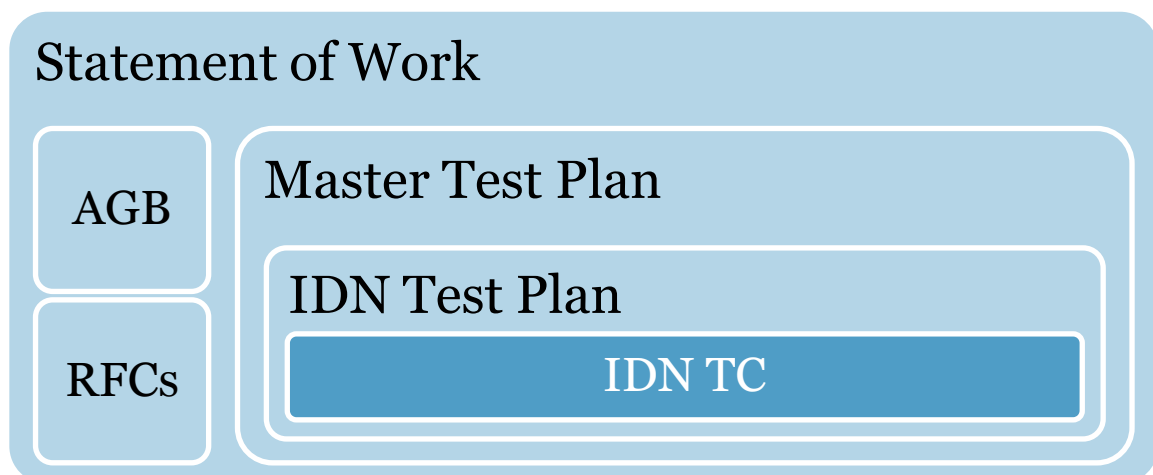 Statement of Work
AGB
Master Test Plan
IDN Test Plan
RFCs
IDN TC